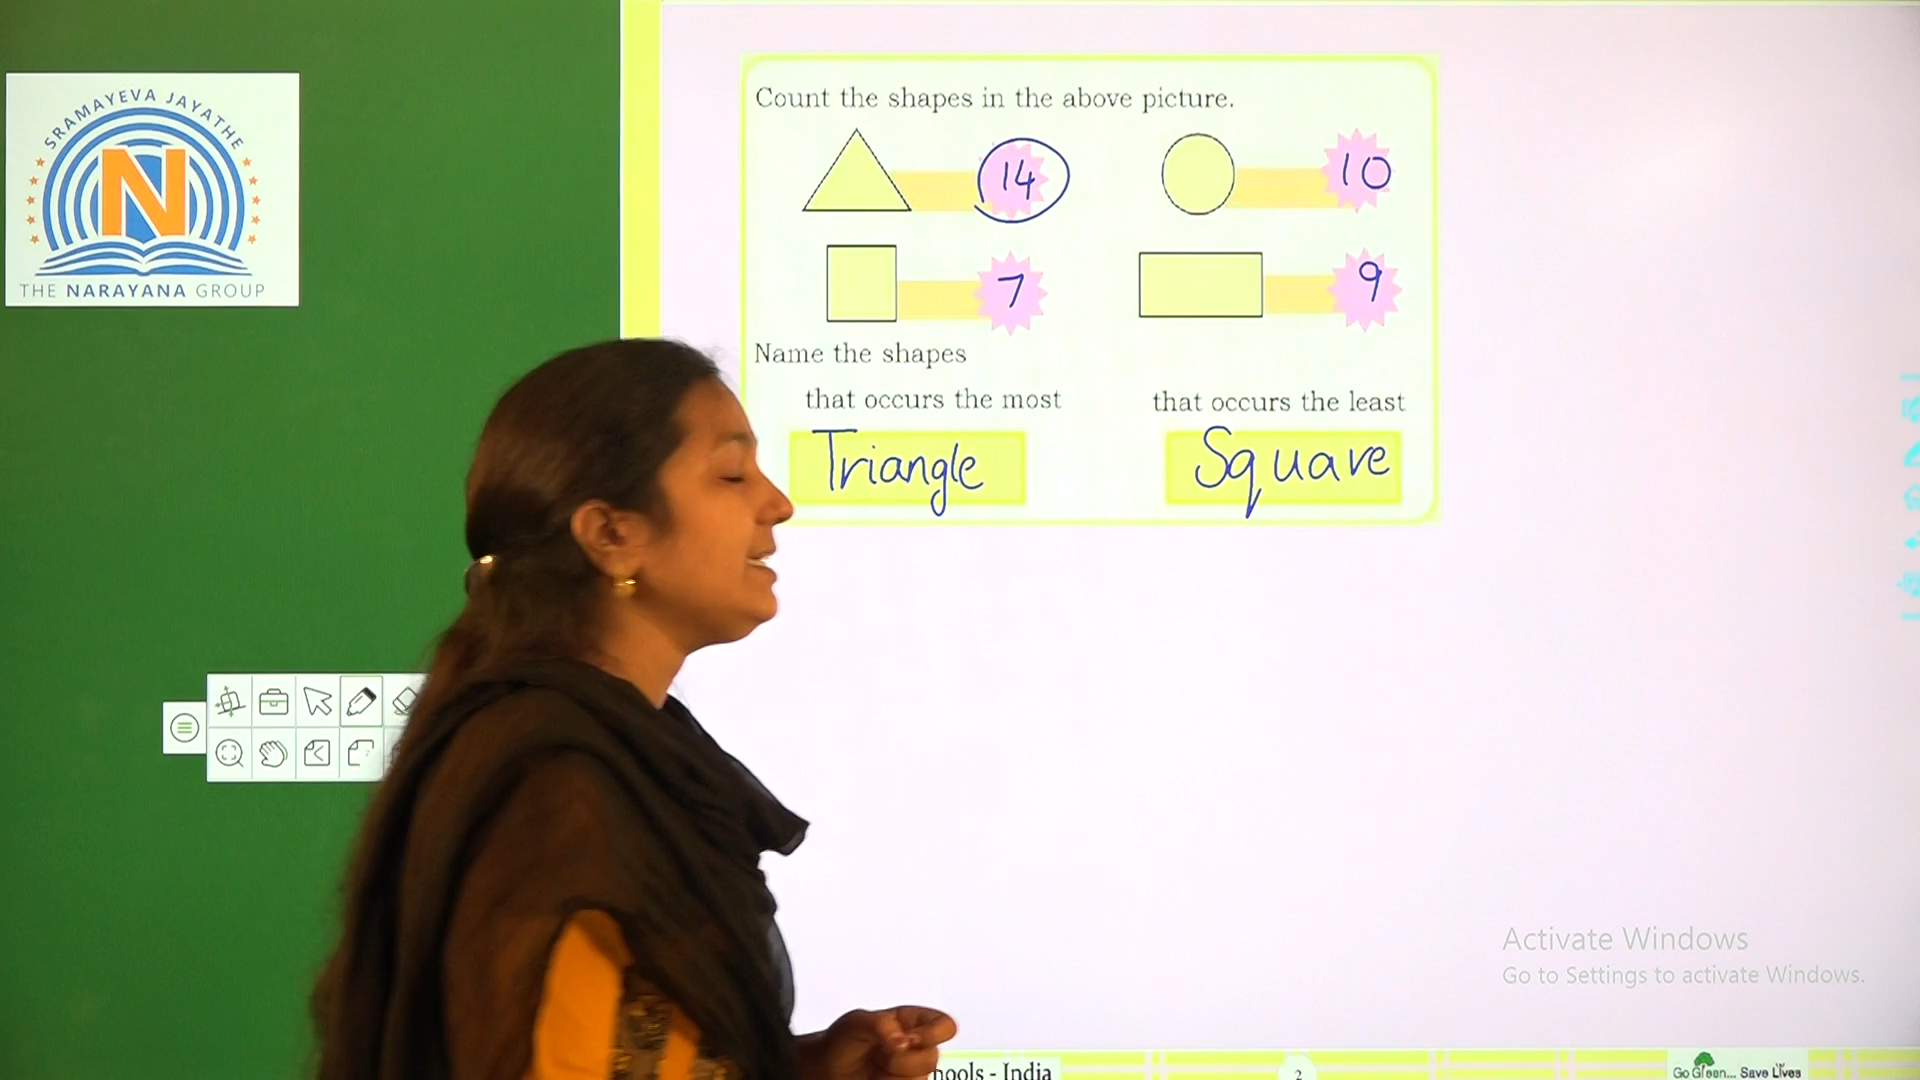 SRAMAYEVA JAYATHE
N
THE NARAYANA GROUP
Count the shapes in the above picture.
14
10
7
9
Name the shapes
that occurs the most
that occurs the least
Triangle
Square
Activate Windows
Go to Settings to activate Windows.
- India
2
Go Green... Save Lives